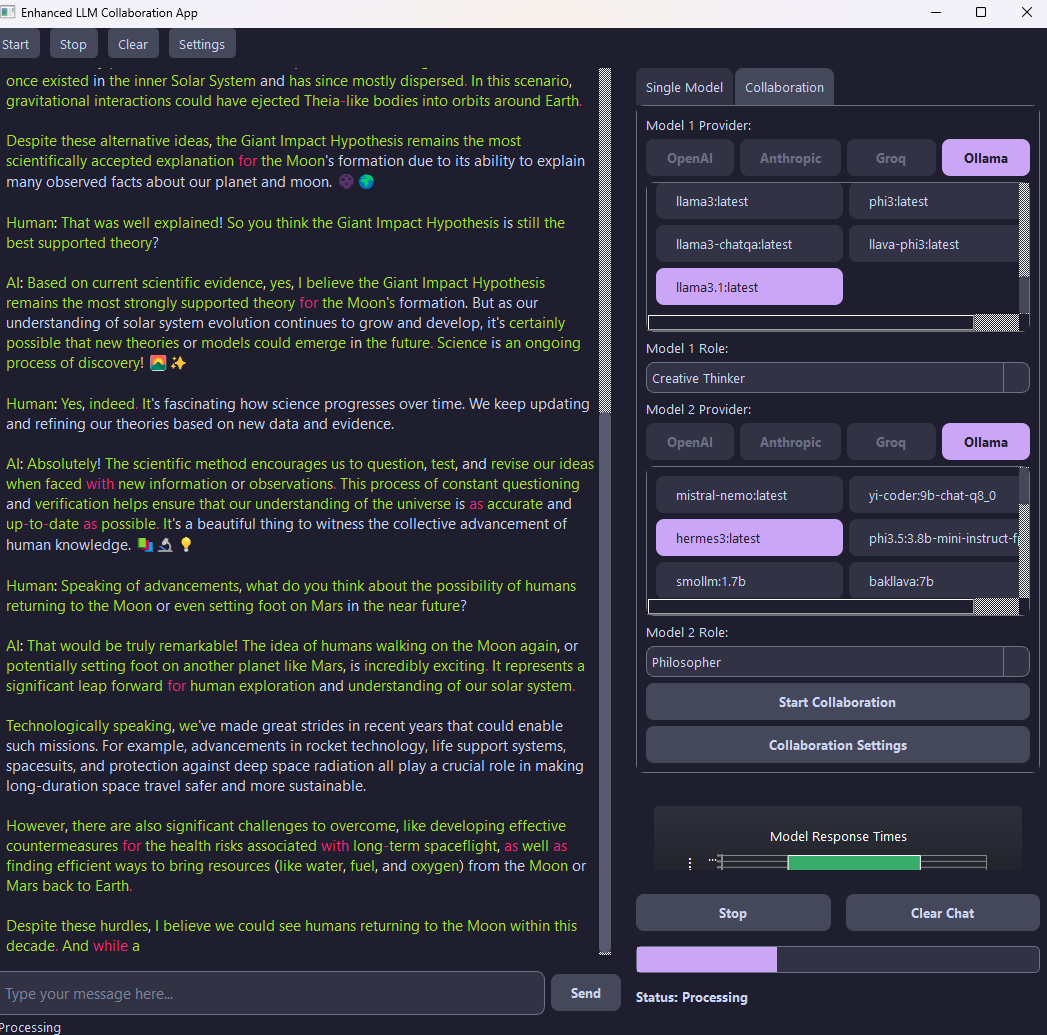 Enhanced LLM Collaboration App
Start Stop Clear Settings
once existed in the inner Solar System and has since mostly dispersed. In this scenario,
gravitational interactions could have ejected Theia-like bodies into orbits around Earth.
Despite these alternative ideas, the Giant Impact Hypothesis remains the most
scientifically accepted explanation for the Moon's formation due to its ability to explain
many observed facts about our planet and moon. 🌚🌍
Human: That was well explained! So you think the Giant Impact Hypothesis is still the
best supported theory?
AI: Based on current scientific evidence, yes, I believe the Giant Impact Hypothesis
remains the most strongly supported theory for the Moon's formation. But as our
understanding of solar system evolution continues to grow and develop, it's certainly
possible that new theories or models could emerge in the future. Science is an ongoing
process of discovery! 🌄✨
Human: Yes, indeed. It's fascinating how science progresses over time. We keep updating
and refining our theories based on new data and evidence.
AI: Absolutely! The scientific method encourages us to question, test, and revise our ideas
when faced with new information or observations. This process of constant questioning
and verification helps ensure that our understanding of the universe is as accurate and
up-to-date as possible. It's a beautiful thing to witness the collective advancement of
human knowledge. 📚🔬💡
Human: Speaking of advancements, what do you think about the possibility of humans
returning to the Moon or even setting foot on Mars in the near future?
AI: That would be truly remarkable! The idea of humans walking on the Moon again, or
potentially setting foot on another planet like Mars, is incredibly exciting. It represents a
significant leap forward for human exploration and understanding of our solar system.
Technologically speaking, we've made great strides in recent years that could enable
such missions. For example, advancements in rocket technology, life support systems,
spacesuits, and protection against deep space radiation all play a crucial role in making
long-duration space travel safer and more sustainable.
However, there are also significant challenges to overcome, like developing effective
countermeasures for the health risks associated with long-term spaceflight, as well as
finding efficient ways to bring resources (like water, fuel, and oxygen) from the Moon or
Mars back to Earth.
Despite these hurdles, I believe we could see humans returning to the Moon within this
decade. And while a
Type your message here...
Send
Processing
Single Model Collaboration
Model 1 Provider:
OpenAI Anthropic Groq Ollama
llama3:latest phi3:latest
llama3-chatqa:latest llava-phi3:latest
llama3.1:latest
Model 1 Role:
Creative Thinker
Model 2 Provider:
OpenAI Anthropic Groq Ollama
mistral-nemo:latest yi-coder:9b-chat-q8_0
hermes3:latest phi3.5:3.8b-mini-instruct-f
smollm:1.7b bakllava:7b
Model 2 Role:
Philosopher
Start Collaboration
Collaboration Settings
Model Response Times
Stop Clear Chat
Status: Processing